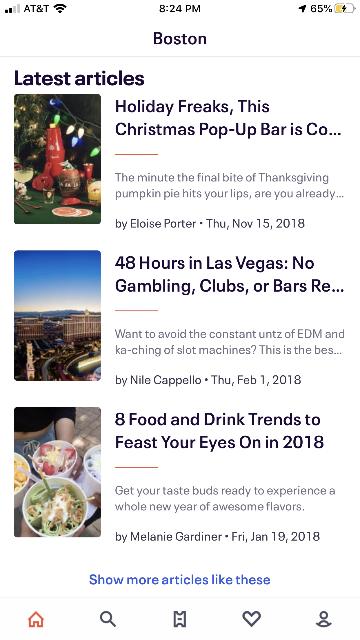 AT&T
8:24 PM
65%
Boston
Latest articles
Holiday Freaks, This
Christmas Pop-Up Bar is Co...
The minute the final bite of Thanksgiving
pumpkin pie hits your lips, are you already...
by Eloise Porter • Thu, Nov 15, 2018
48 Hours in Las Vegas: No
Gambling, Clubs, or Bars Re...
Want to avoid the constant untz of EDM and
ka-ching of slot machines? This is the bes...
by Nile Cappello • Thu, Feb 1, 2018
8 Food and Drink Trends to
Feast Your Eyes On in 2018
Get your taste buds ready to experience a
whole new year of awesome flavors.
by Melanie Gardiner • Fri, Jan 19, 2018
Show more articles like these